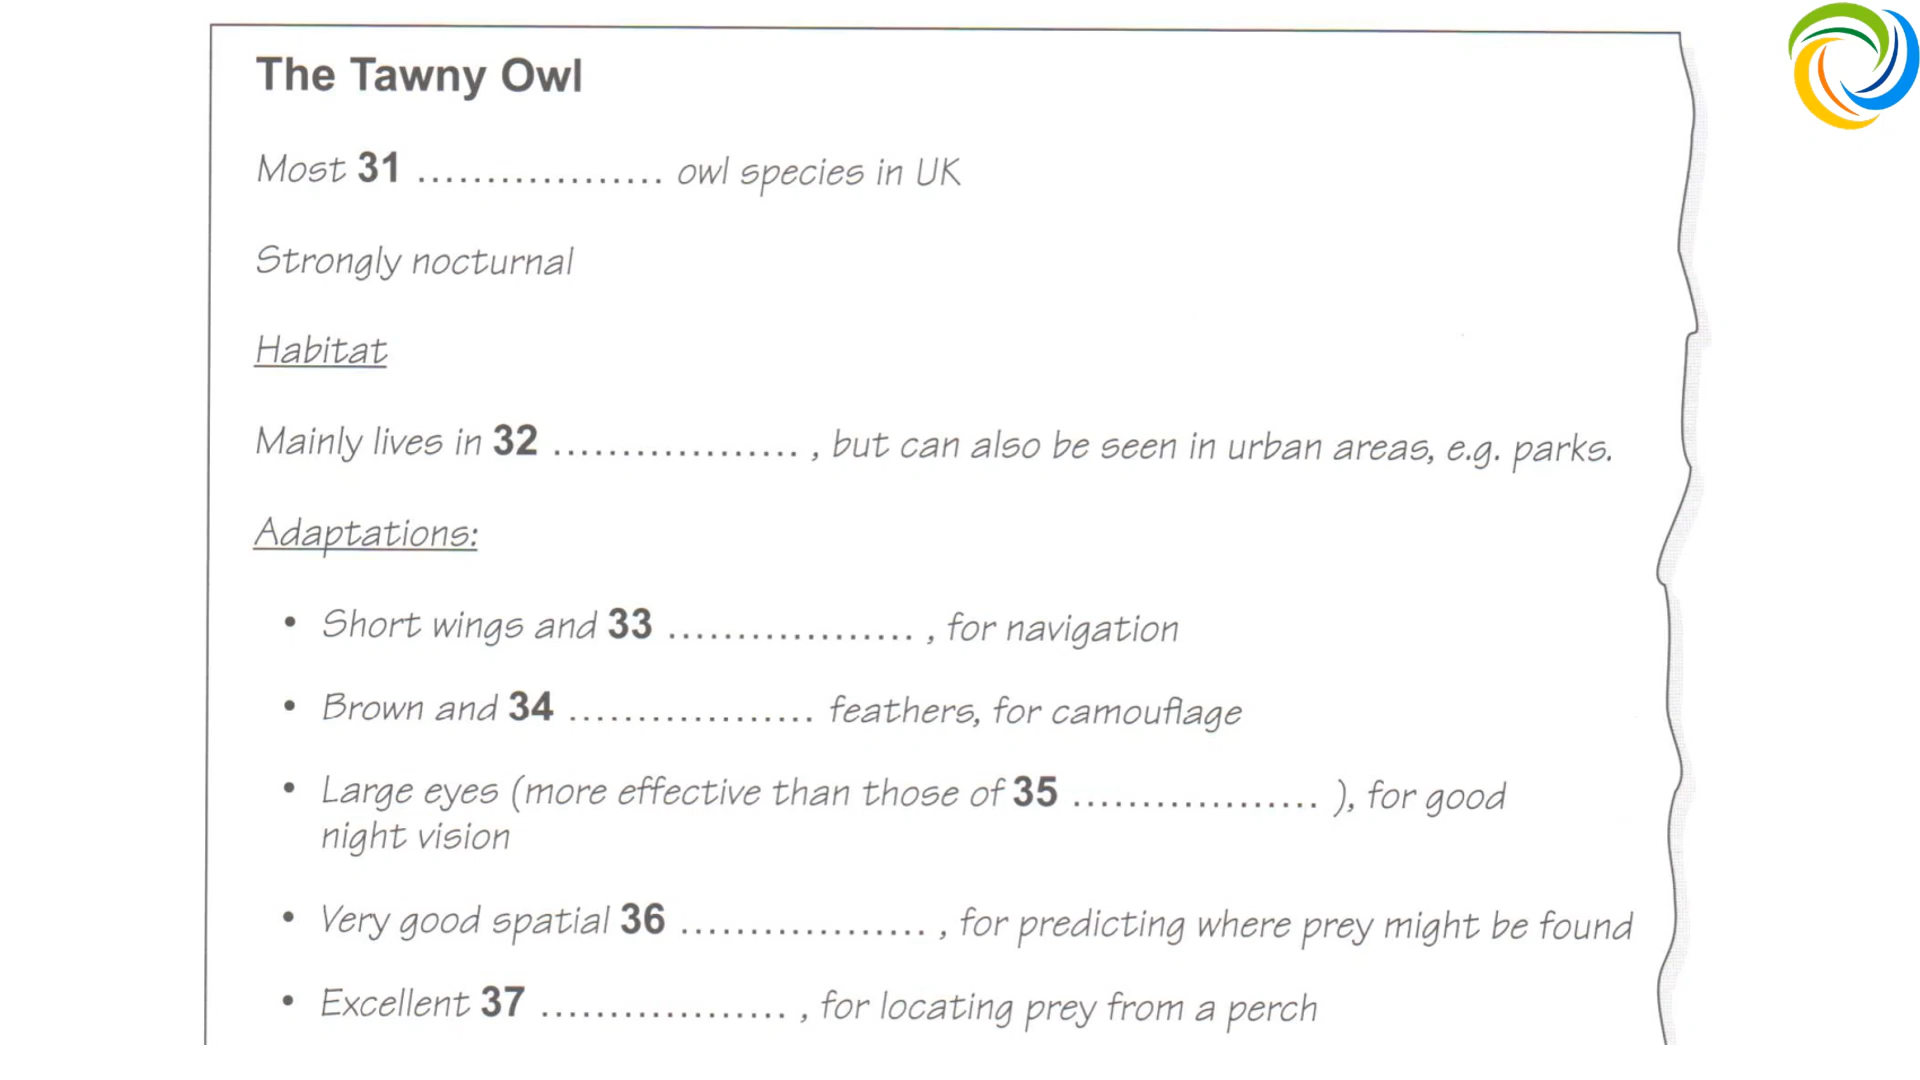 The Tawny Owl
Most 31 .................. owl species in UK
Strongly nocturnal
Habitat
Mainly lives in 32 .................. , but can also be seen in urban areas, e.g. parks.
Adaptations:
• Short wings and 33 .................. , for navigation
• Brown and 34 .................. feathers, for camouflage
• Large eyes (more effective than those of 35 .................. ), for good
night vision
• Very good spatial 36 .................. , for predicting where prey might be found
• Excellent 37 .................. , for locating prey from a perch